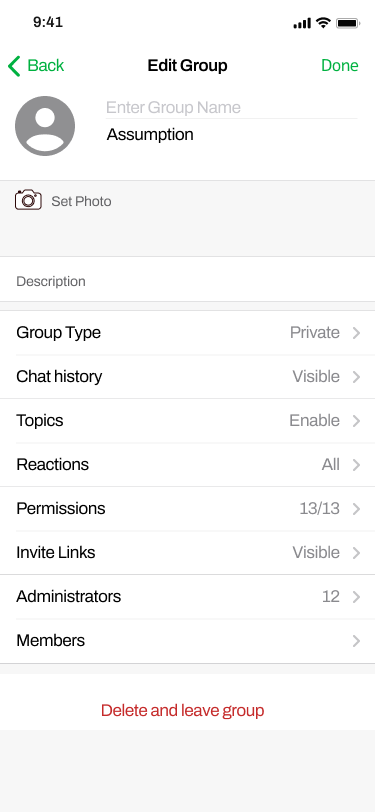 9:41
Back Edit Group Done
Enter Group Name
Assumption
Set Photo
Description
Group Type Private
Chat history Visible
Topics Enable
Reactions All
Permissions 13/13
Invite Links Visible
Administrators 12
Members
Delete and leave group